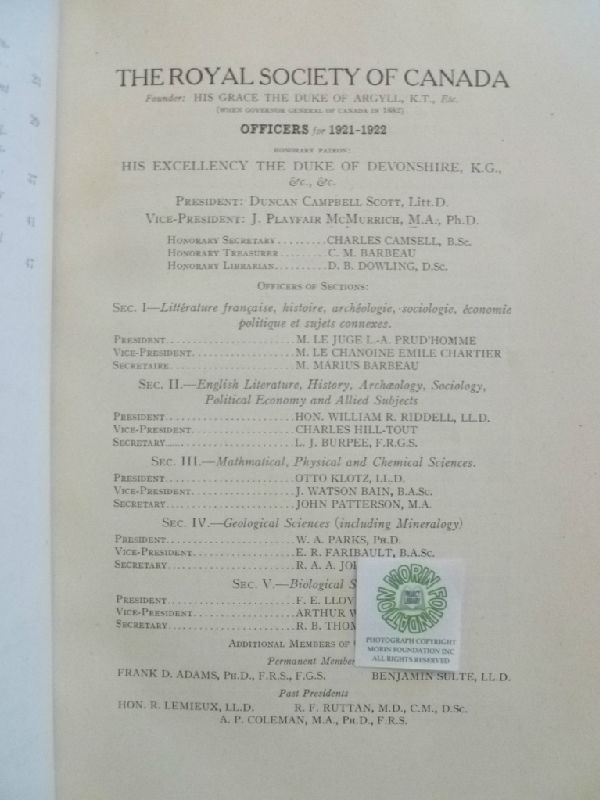 THE ROYAL SOCIETY OF CANADA
Founder: HIS GRACE THE DUKE OF ARGYLL, K.T., Etc.
(WHEN GOVERNOR GENERAL OF CANADA IN 1882)
OFFICERS for 1921-1922
HONORARY PATRON:
HIS EXCELLENCY THE DUKE OF DEVONSHIRE, K.G.,
&c., &c.
PRESIDENT: DUNCAN CAMPBELL SCOTT, Litt.D.
VICE-PRESIDENT: J. PLAYFAIR McMURRICH, M.A., Ph.D.
HONORARY SECRETARY.........CHARLES CAMSELL, B.Sc.
HONORARY TREASURER........C. M. BARBEAU
HONORARY LIBRARIAN.........D. B. DOWLING, D.Sc.
OFFICERS OF SECTIONS:
SEC. I—Littérature française, histoire, archéologie, sociologie, économie
politique et sujets connexes.
PRESIDENT......................M. LE JUGE L.-A. PRUD'HOMME
VICE-PRESIDENT.................M. LE CHANOINE EMILE CHARTIER
SECRETAIRE.....................M. MARIUS BARBEAU
SEC. II.—English Literature, History, Archæology, Sociology,
Political Economy and Allied Subjects
PRESIDENT......................HON. WILLIAM R. RIDDELL, LL.D.
VICE-PRESIDENT.................CHARLES HILL-TOUT
SECRETARY......................L. J. BURPEE, F.R.G.S.
SEC. III.—Mathmatical, Physical and Chemical Sciences.
PRESIDENT......................OTTO KLOTZ, LL.D.
VICE-PRESIDENT.................J. WATSON BAIN, B.A.Sc.
SECRETARY......................JOHN PATTERSON, M.A.
SEC. IV.—Geological Sciences (including Mineralogy)
PRESIDENT......................W. A. PARKS, PH.D.
VICE-PRESIDENT.................E. R. FARIBAULT, B.A.Sc.
SECRETARY......................R. A. A. JO
SEC. V.—Biological S
PRESIDENT......................F. E. LLOY
VICE-PRESIDENT.................ARTHUR W
SECRETARY......................R. B. THOM
ADDITIONAL MEMBERS OF
Permanent Member
FRANK D. ADAMS, PH.D., F.R.S., F.G.S. BENJAMIN SULTE, LL.D.
Past Presidents
HON. R. LEMIEUX, LL.D. R. F. RUTTAN, M.D., C.M., D.Sc.
A. P. COLEMAN, M.A., PH.D., F.R.S.
MORIN FOUNDATION
PROJECT
LIBRARY
PHOTOGRAPH COPYRIGHT
MORIN FOUNDATION INC
ALL RIGHTS RESERVED